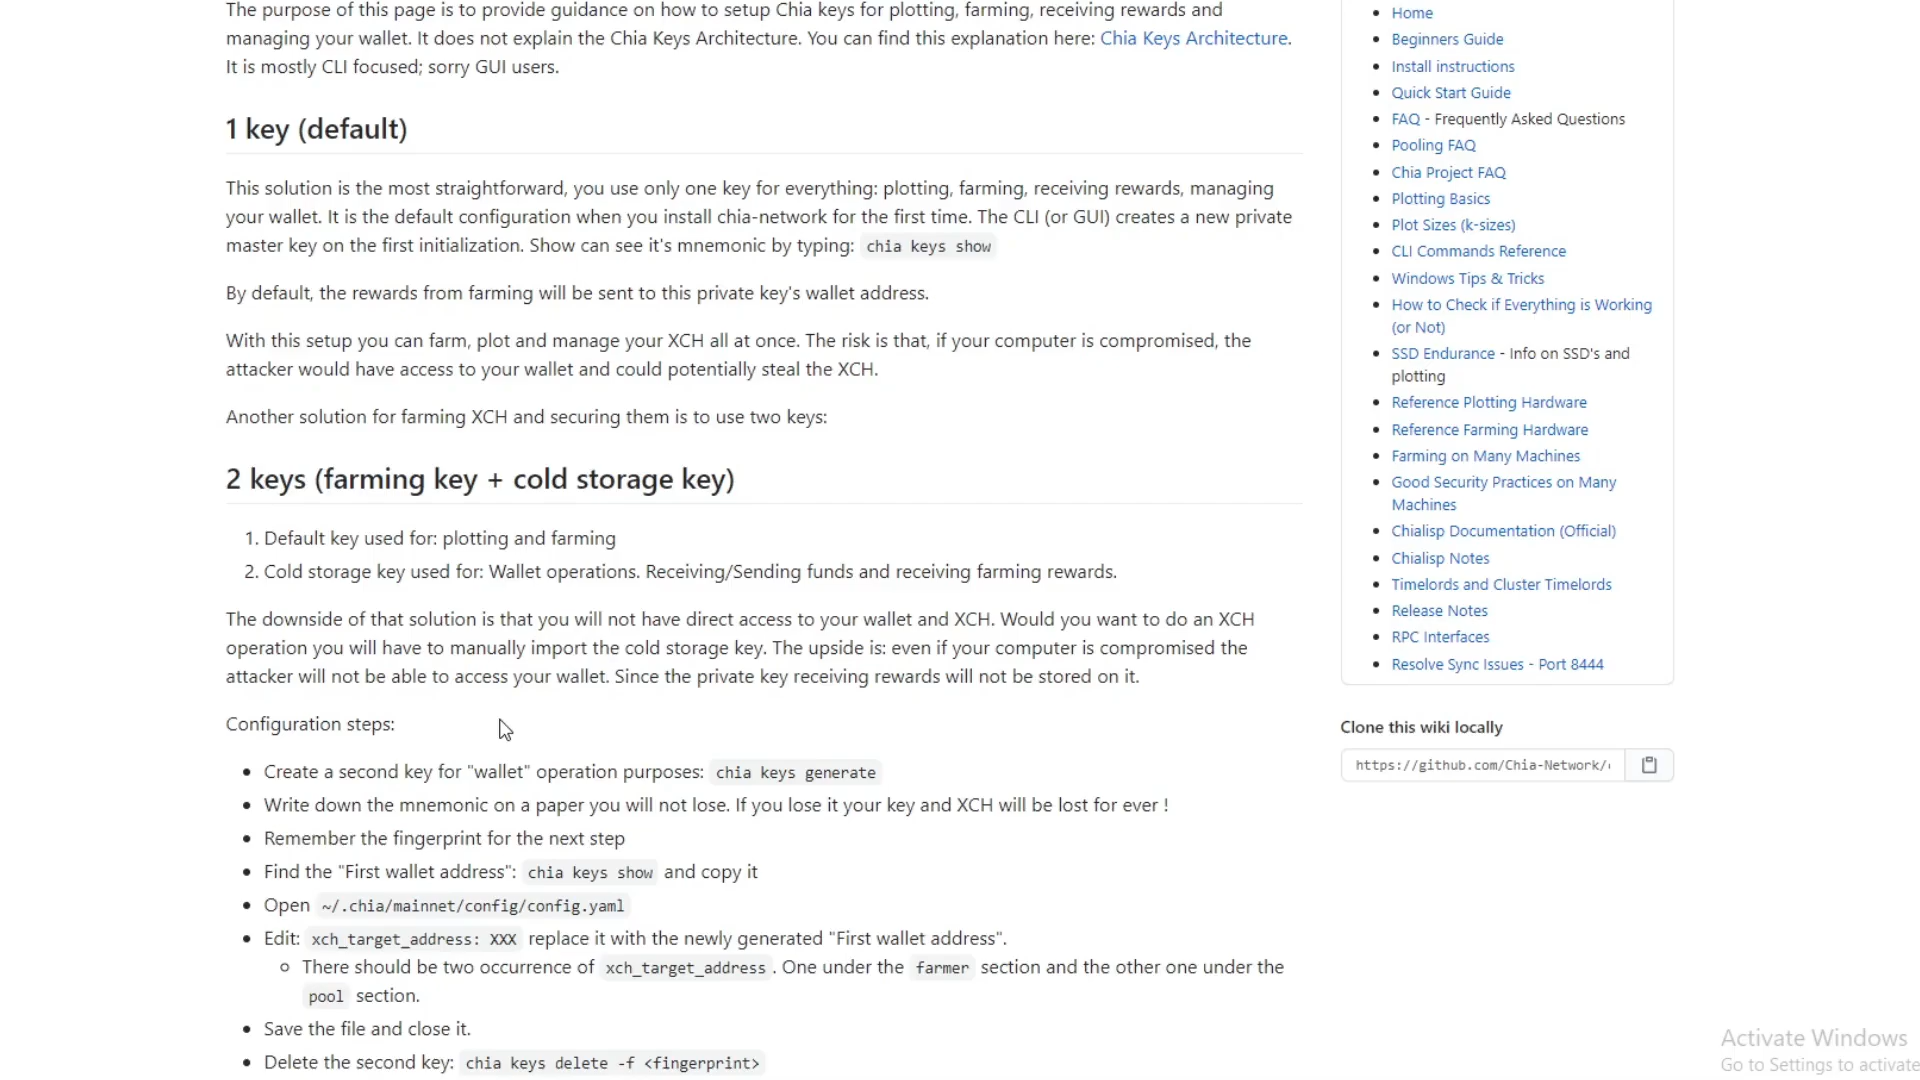 The purpose of this page is to provide guidance on how to setup Chia keys for plotting, farming, receiving rewards and
managing your wallet. It does not explain the Chia Keys Architecture. You can find this explanation here: Chia Keys Architecture.
It is mostly CLI focused; sorry GUI users.
1 key (default)
This solution is the most straightforward, you use only one key for everything: plotting, farming, receiving rewards, managing
your wallet. It is the default configuration when you install chia-network for the first time. The CLI (or GUI) creates a new private
master key on the first initialization. Show can see it's mnemonic by typing: chia keys show
By default, the rewards from farming will be sent to this private key's wallet address.
With this setup you can farm, plot and manage your XCH all at once. The risk is that, if your computer is compromised, the
attacker would have access to your wallet and could potentially steal the XCH.
Another solution for farming XCH and securing them is to use two keys:
2 keys (farming key + cold storage key)
1. Default key used for: plotting and farming
2. Cold storage key used for: Wallet operations. Receiving/Sending funds and receiving farming rewards.
The downside of that solution is that you will not have direct access to your wallet and XCH. Would you want to do an XCH
operation you will have to manually import the cold storage key. The upside is: even if your computer is compromised the
attacker will not be able to access your wallet. Since the private key receiving rewards will not be stored on it.
Configuration steps:
Create a second key for "wallet" operation purposes: chia keys generate
Write down the mnemonic on a paper you will not lose. If you lose it your key and XCH will be lost for ever !
Remember the fingerprint for the next step
Find the "First wallet address": chia keys show and copy it
Open ~/.chia/mainnet/config/config.yaml
Edit: xch_target_address: XXX replace it with the newly generated "First wallet address".
There should be two occurrence of xch_target_address . One under the farmer section and the other one under the
pool section.
Save the file and close it.
Delete the second key: chia keys delete -f <fingerprint>
Home
Beginners Guide
Install instructions
Quick Start Guide
FAQ - Frequently Asked Questions
Pooling FAQ
Chia Project FAQ
Plotting Basics
Plot Sizes (k-sizes)
CLI Commands Reference
Windows Tips & Tricks
How to Check if Everything is Working
(or Not)
SSD Endurance - Info on SSD's and
plotting
Reference Plotting Hardware
Reference Farming Hardware
Farming on Many Machines
Good Security Practices on Many
Machines
Chialisp Documentation (Official)
Chialisp Notes
Timelords and Cluster Timelords
Release Notes
RPC Interfaces
Resolve Sync Issues - Port 8444
Clone this wiki locally
https://github.com/Chia-Network/
Activate Windows
Go to Settings to activate